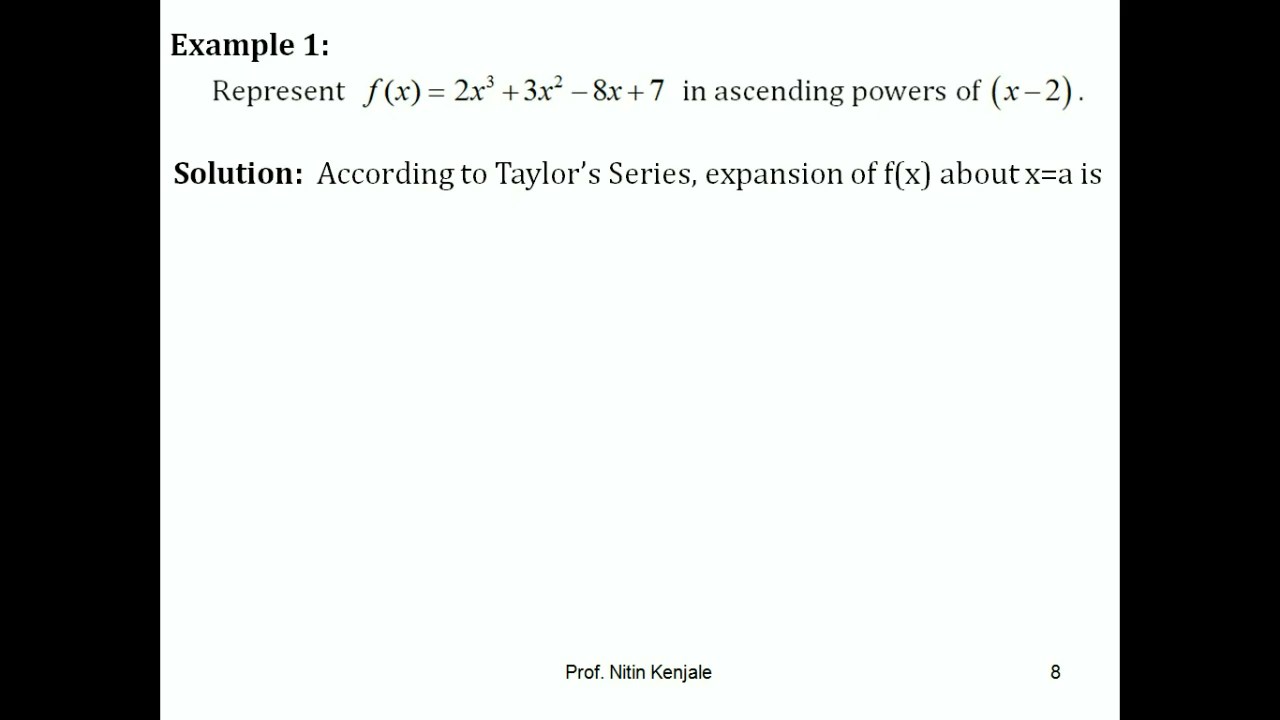 Example 1:
Represent f(x) = 2x³ + 3x² − 8x + 7 in ascending powers of (x − 2).
Solution: According to Taylor’s Series, expansion of f(x) about x=a is
Prof. Nitin Kenjale
8